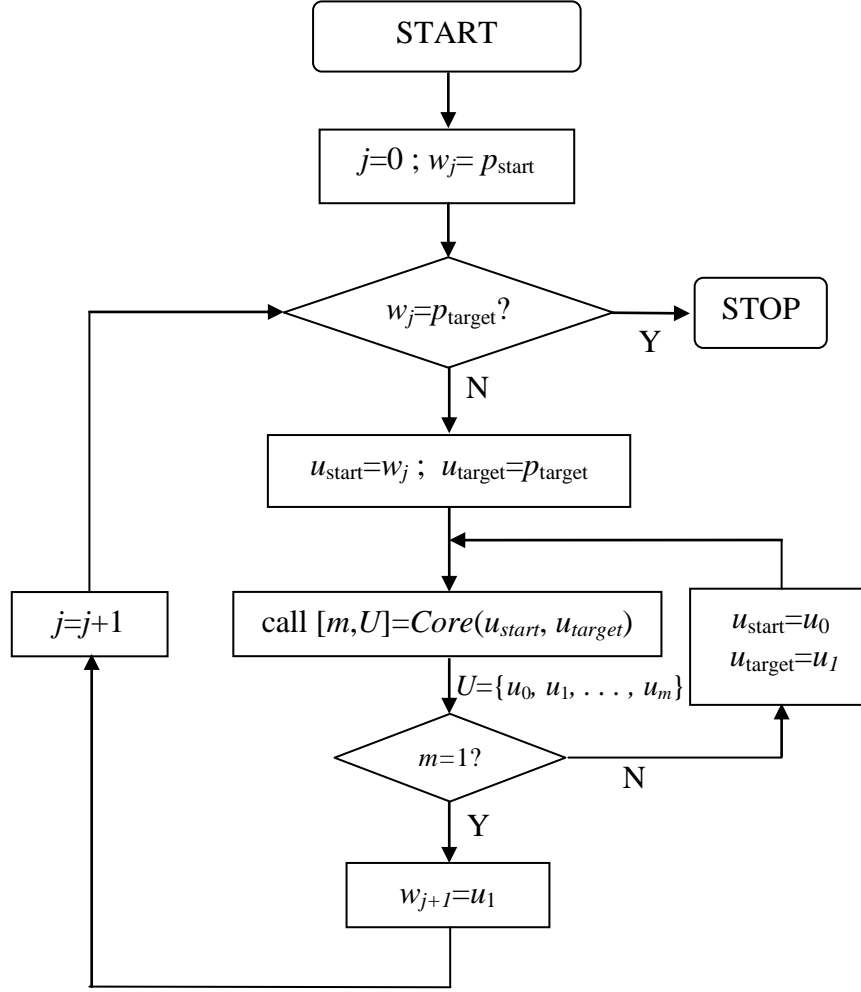 START
j=0 ; wj= pstart
wj=ptarget?
STOP
Y
N
ustart=wj ; utarget=ptarget
j=j+1
call [m,U]=Core(ustart, utarget)
ustart=u0
utarget=u1
U={u0, u1, . . . , um}
m=1?
N
Y
wj+1=u1